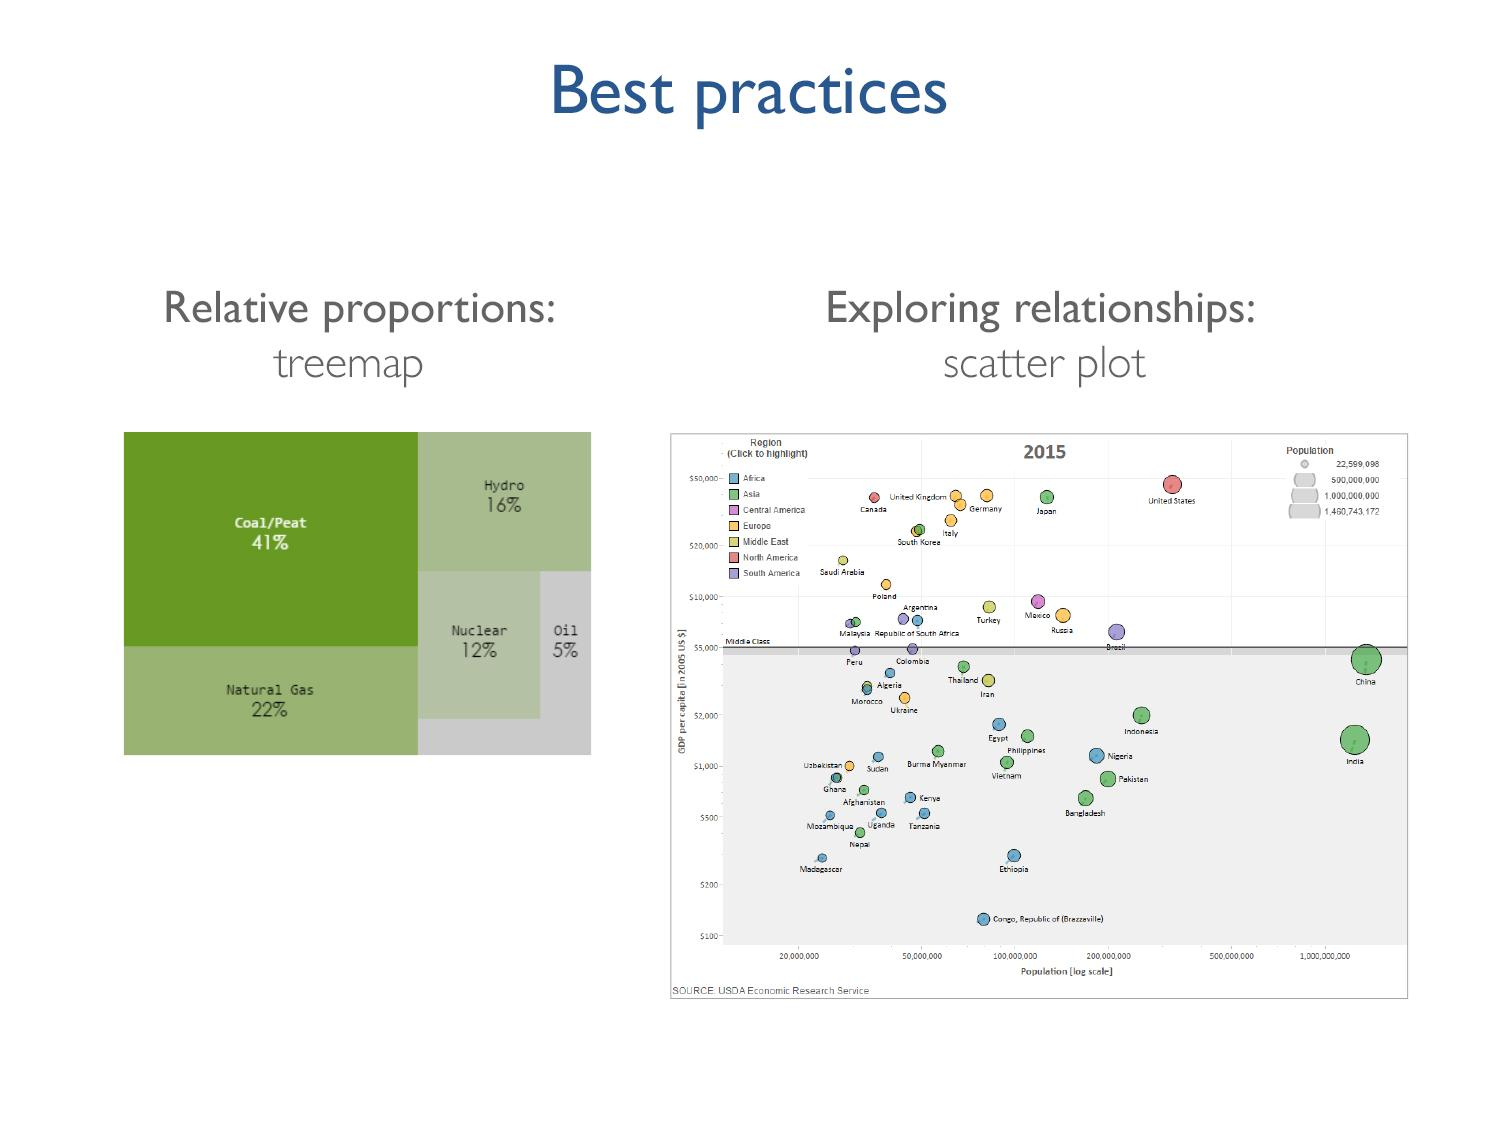 Best practices
Relative proportions:
treemap
Exploring relationships:
scatter plot
Coal/Peat
41%
Natural Gas
22%
Hydro
16%
Nuclear
12%
Oil
5%
Region
(Click to highlight)
Africa
Asia
Central America
Europe
Middle East
North America
South America
2015
Population
22,599,098
500,000,000
1,000,000,000
1,460,743,172
GDP per capita [in 2005 US $]
$50,000
$20,000
$10,000
$5,000
$2,000
$1,000
$500
$200
$100
Canada
United Kingdom
Germany
Japan
United States
Italy
South Korea
Saudi Arabia
Poland
Argentina
Malaysia
Republic of South Africa
Turkey
Mexico
Russia
Brazil
Middle Class
Peru
Colombia
China
Thailand
Algeria
Iran
Morocco
Ukraine
Indonesia
Egypt
Philippines
India
Nigeria
Burma Myanmar
Uzbekistan
Sudan
Vietnam
Pakistan
Ghana
Afghanistan
Kenya
Bangladesh
Mozambique
Uganda
Tanzania
Nepal
Madagascar
Ethiopia
Congo, Republic of (Brazzaville)
20,000,000
50,000,000
100,000,000
200,000,000
500,000,000
1,000,000,000
Population [log scale]
SOURCE: USDA Economic Research Service